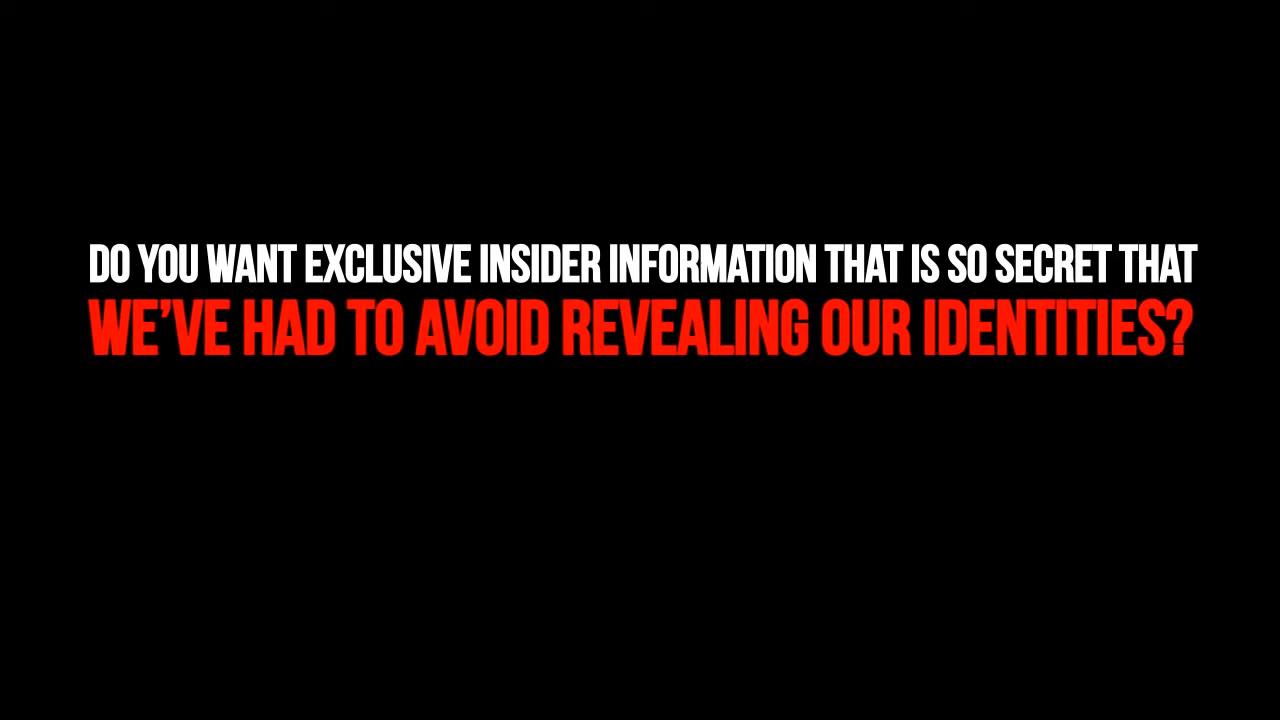 DO YOU WANT EXCLUSIVE INSIDER INFORMATION THAT IS SO SECRET THAT
WE'VE HAD TO AVOID REVEALING OUR IDENTITIES?